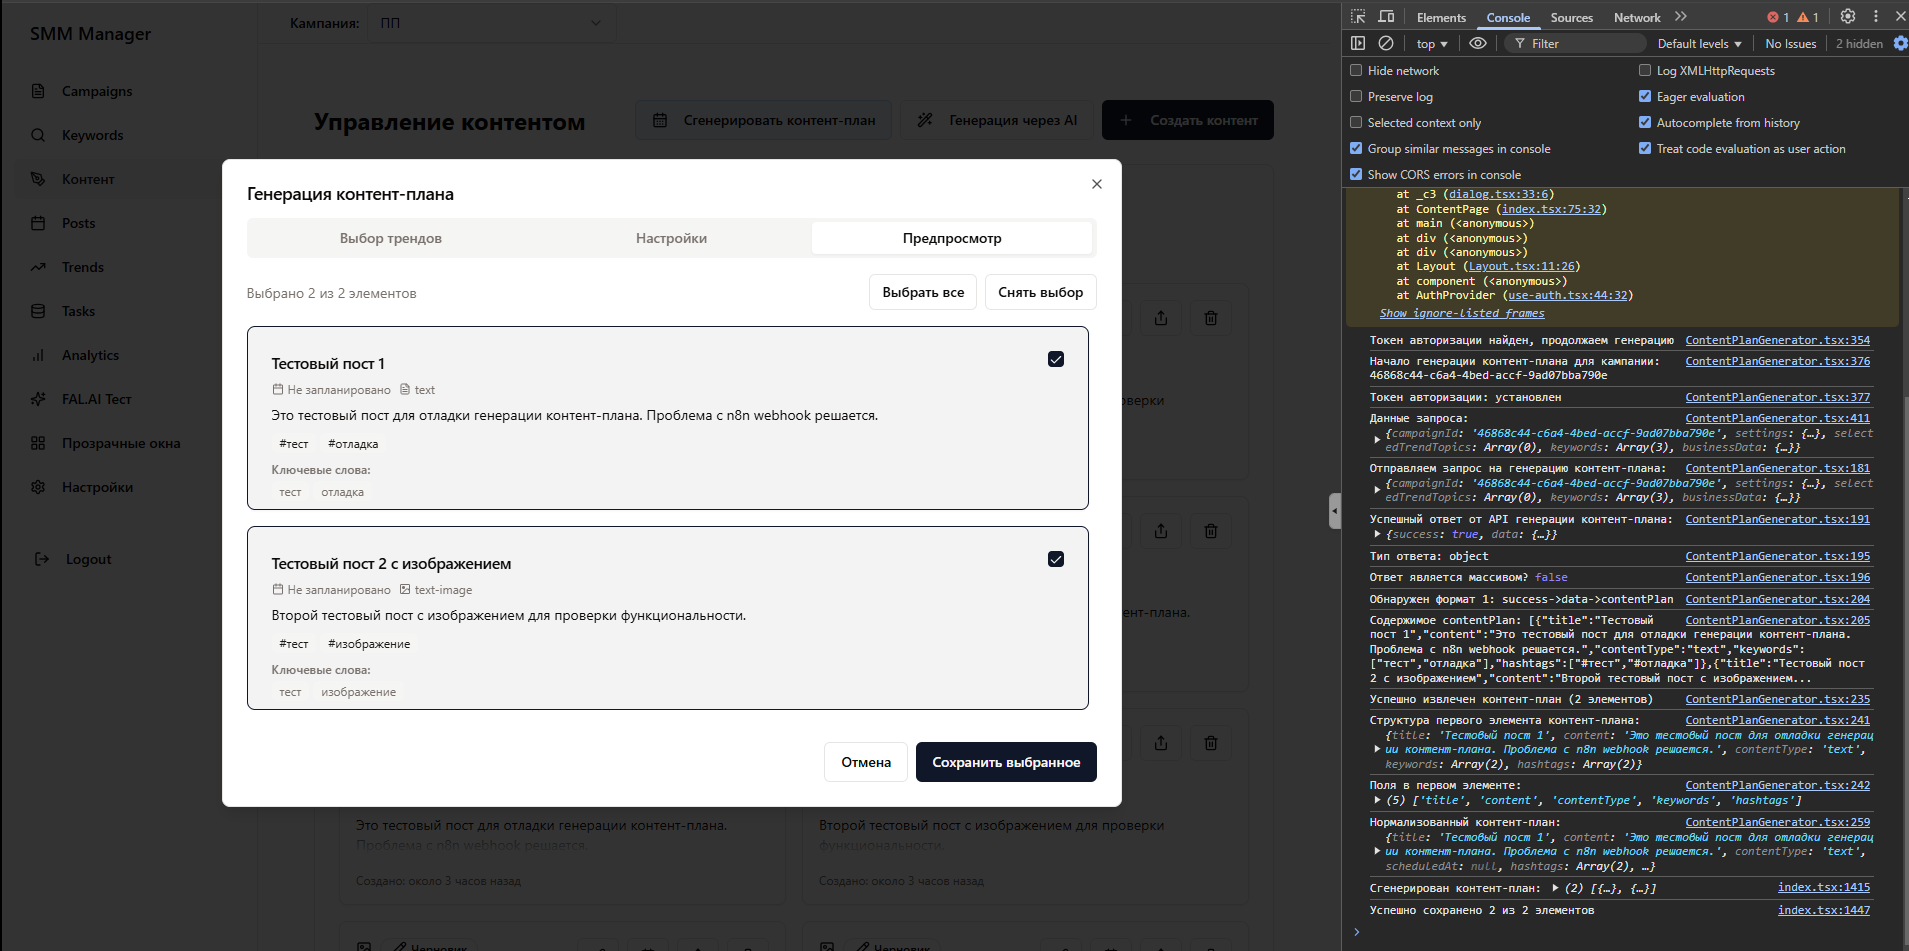 SMM Manager
Campaigns
Keywords
Контент
Posts
Trends
Tasks
Analytics
FAL.AI Тест
Прозрачные окна
Настройки
Logout
Кампания: ПП
Управление контентом
Сгенерировать контент-план
Генерация через AI
+ Создать контент
Генерация контент-плана
Выбор трендов
Настройки
Предпросмотр
Выбрано 2 из 2 элементов
Выбрать все
Снять выбор
Тестовый пост 1
Не запланировано text
Это тестовый пост для отладки генерации контент-плана. Проблема с n8n webhook решается.
#тест #отладка
Ключевые слова:
тест отладка
Тестовый пост 2 с изображением
Не запланировано text-image
Второй тестовый пост с изображением для проверки функциональности.
#тест #изображение
Ключевые слова:
тест изображение
Отмена
Сохранить выбранное
Это тестовый пост для отладки генерации контент-плана.
Проблема с n8n webhook решается.
Создано: около 3 часов назад
Второй тестовый пост с изображением для проверки
функциональности.
Создано: около 3 часов назад
Черновик
Черновик
Elements
Console
Sources
Network
1
1
top
Filter
Default levels
No Issues
2 hidden
Hide network
Log XMLHttpRequests
Preserve log
Eager evaluation
Selected context only
Autocomplete from history
Group similar messages in console
Treat code evaluation as user action
Show CORS errors in console
at _c3 (dialog.tsx:33:6)
at ContentPage (index.tsx:75:32)
at main (<anonymous>)
at div (<anonymous>)
at div (<anonymous>)
at Layout (Layout.tsx:11:26)
at component (<anonymous>)
at AuthProvider (use-auth.tsx:44:32)
Show ignore-listed frames
Токен авторизации найден, продолжаем генерацию ContentPlanGenerator.tsx:354
Начало генерации контент-плана для кампании: ContentPlanGenerator.tsx:376
46868c44-c6a4-4bed-accf-9ad07bba790e
Токен авторизации: установлен ContentPlanGenerator.tsx:377
Данные запроса: ContentPlanGenerator.tsx:411
{campaignId: '46868c44-c6a4-4bed-accf-9ad07bba790e', settings: {…}, select
edTrendTopics: Array(0), keywords: Array(3), businessData: {…}}
Отправляем запрос на генерацию контент-плана: ContentPlanGenerator.tsx:181
{campaignId: '46868c44-c6a4-4bed-accf-9ad07bba790e', settings: {…}, select
edTrendTopics: Array(0), keywords: Array(3), businessData: {…}}
Успешный ответ от API генерации контент-плана: ContentPlanGenerator.tsx:191
{success: true, data: {…}}
Тип ответа: object ContentPlanGenerator.tsx:195
Ответ является массивом? false ContentPlanGenerator.tsx:196
Обнаружен формат 1: success->data->contentPlan ContentPlanGenerator.tsx:204
Содержимое contentPlan: [{"title":"Тестовый ContentPlanGenerator.tsx:205
пост 1","content":"Это тестовый пост для отладки генерации контент-плана.
Проблема с n8n webhook решается.","contentType":"text","keywords":
["тест","отладка"],"hashtags":["#тест","#отладка"]},{"title":"Тестовый пост
2 с изображением","content":"Второй тестовый пост с изображением...
Успешно извлечен контент-план (2 элементов) ContentPlanGenerator.tsx:235
Структура первого элемента контент-плана: ContentPlanGenerator.tsx:241
{title: 'Тестовый пост 1', content: 'Это тестовый пост для отладки генерац
ии контент-плана. Проблема с n8n webhook решается.', contentType: 'text',
keywords: Array(2), hashtags: Array(2)}
Поля в первом элементе: ContentPlanGenerator.tsx:242
(5) ['title', 'content', 'contentType', 'keywords', 'hashtags']
Нормализованный контент-план: ContentPlanGenerator.tsx:259
{title: 'Тестовый пост 1', content: 'Это тестовый пост для отладки генерац
ии контент-плана. Проблема с n8n webhook решается.', contentType: 'text',
scheduledAt: null, hashtags: Array(2), …}
Сгенерирован контент-план: (2) [{…}, {…}] index.tsx:1415
Успешно сохранено 2 из 2 элементов index.tsx:1447